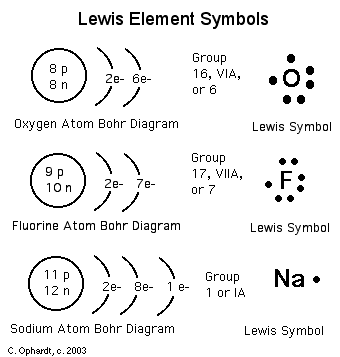 Lewis Element Symbols
8 p
8 n
2e- 6e-
Group
16, VIA,
or 6
O
Oxygen Atom Bohr Diagram
Lewis Symbol
9 p
10 n
2e- 7e-
Group
17, VIIA,
or 7
F
Fluorine Atom Bohr Diagram
Lewis Symbol
11 p
12 n
2e- 8e- 1 e-
Group
1 or IA
Na
Sodium Atom Bohr Diagram
Lewis Symbol
C. Ophardt, c. 2003